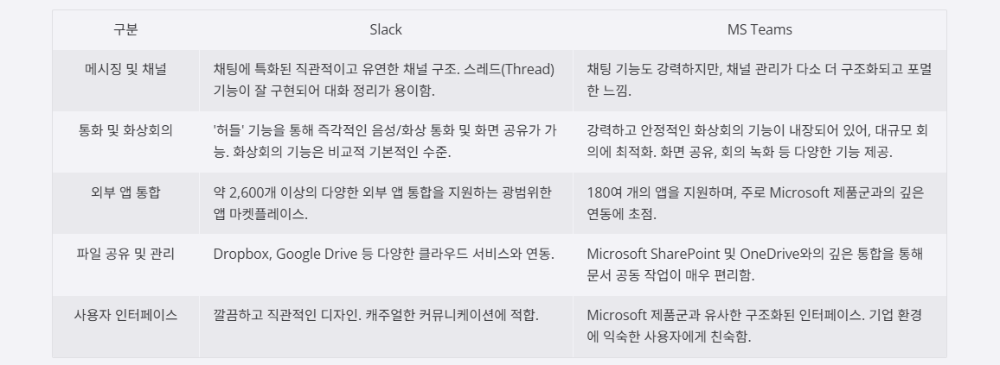 구분 Slack MS Teams
메시징 및 채널
채팅에 특화된 직관적이고 유연한 채널 구조. 스레드(Thread)
기능이 잘 구현되어 대화 정리가 용이함.
채팅 기능도 강력하지만, 채널 관리가 다소 더 구조화되고 포멀
한 느낌.
통화 및 화상회의
'허들' 기능을 통해 즉각적인 음성/화상 통화 및 화면 공유가 가
능. 화상회의 기능은 비교적 기본적인 수준.
강력하고 안정적인 화상회의 기능이 내장되어 있어, 대규모 회
의에 최적화. 화면 공유, 회의 녹화 등 다양한 기능 제공.
외부 앱 통합
약 2,600개 이상의 다양한 외부 앱 통합을 지원하는 광범위한
앱 마켓플레이스.
180여 개의 앱을 지원하며, 주로 Microsoft 제품군과의 깊은
연동에 초점.
파일 공유 및 관리
Dropbox, Google Drive 등 다양한 클라우드 서비스와 연동.
Microsoft SharePoint 및 OneDrive와의 깊은 통합을 통해
문서 공동 작업이 매우 편리함.
사용자 인터페이스
깔끔하고 직관적인 디자인. 캐주얼한 커뮤니케이션에 적합.
Microsoft 제품군과 유사한 구조화된 인터페이스. 기업 환경
에 익숙한 사용자에게 친숙함.